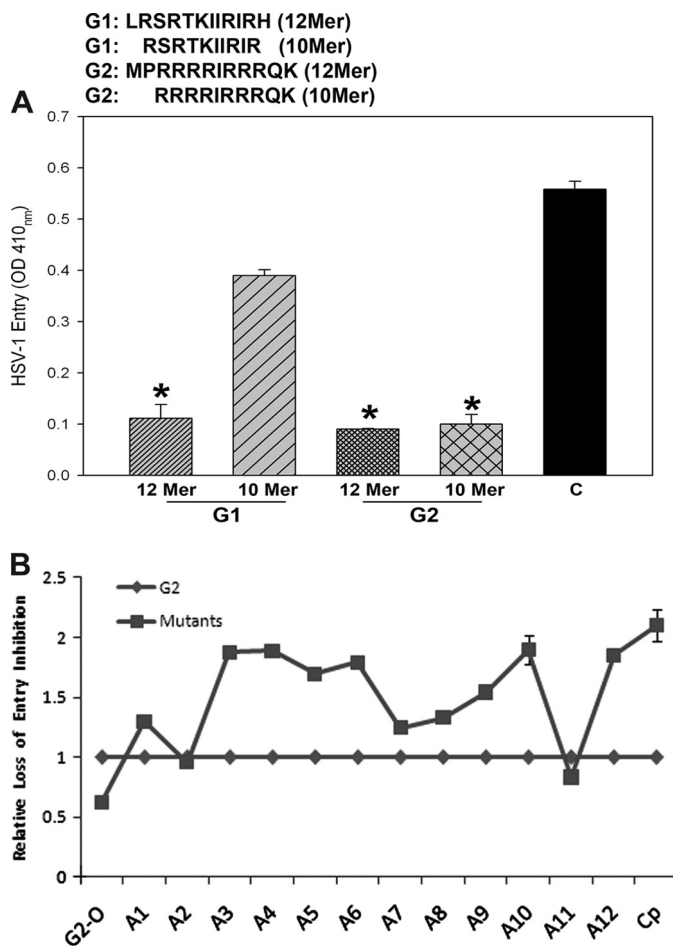 G1: LRSRTKIIRIRH (12Mer)
G1: RSRTKIIRIR (10Mer)
G2: MPRRRRIRRRQK (12Mer)
G2: RRRRIRRRQK (10Mer)
A
HSV-1 Entry (OD 410nm)
0.7
0.6
0.5
0.4
0.3
0.2
0.1
0.0
* * *
12 Mer 10 Mer 12 Mer 10 Mer C
G1 G2
B
Relative Loss of Entry Inhibition
2.5
2
1.5
1
0.5
0
G2
Mutants
G2-O A1 A2 A3 A4 A5 A6 A7 A8 A9 A10 A11 A12 Cp